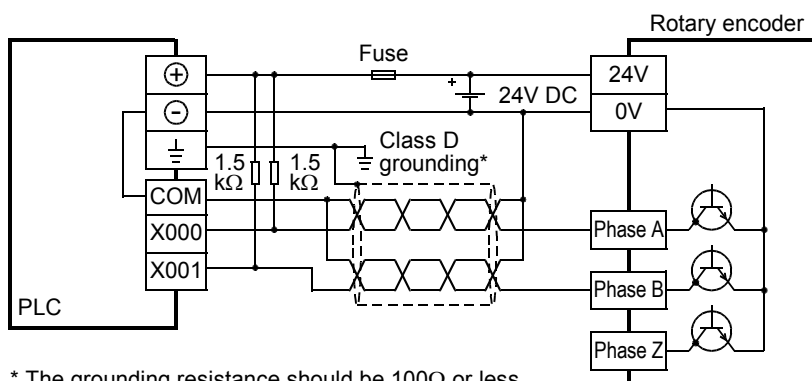 Rotary encoder
Fuse
24V
24V DC
0V
Class D
grounding*
1.5
kΩ
1.5
kΩ
COM
X000
X001
PLC
Phase A
Phase B
Phase Z
* The grounding resistance should be 100Ω or less.